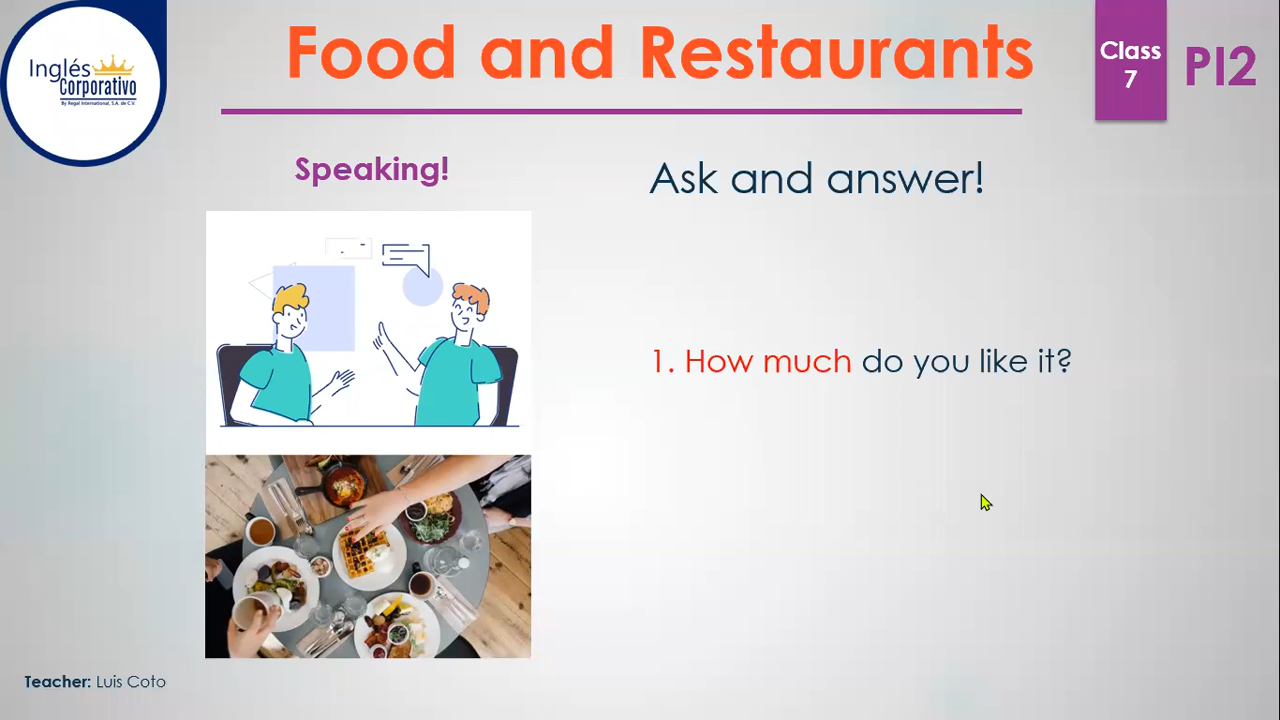 Inglés
Corporativo
By Regal International, S.A. de C.V.
Food and Restaurants
Class
7
PI2
Speaking!
Ask and answer!
1. How much do you like it?
Teacher: Luis Coto